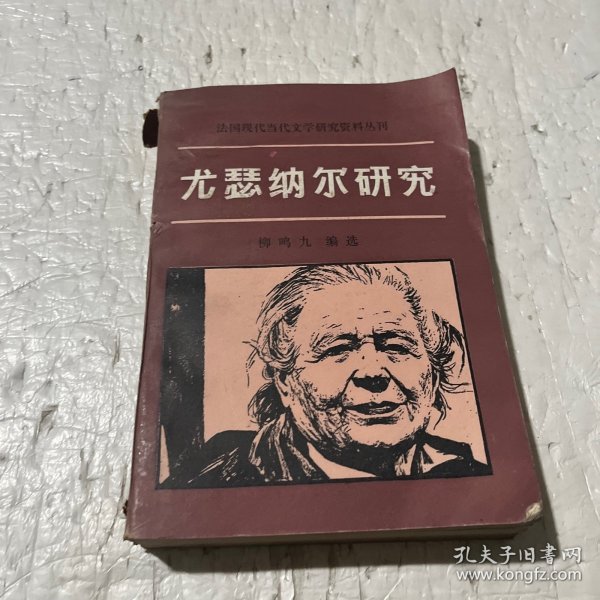 法国现代当代文学研究资料丛刊
尤瑟纳尔研究
柳鸣九 编选
孔夫子旧書网
www.kongfz.com